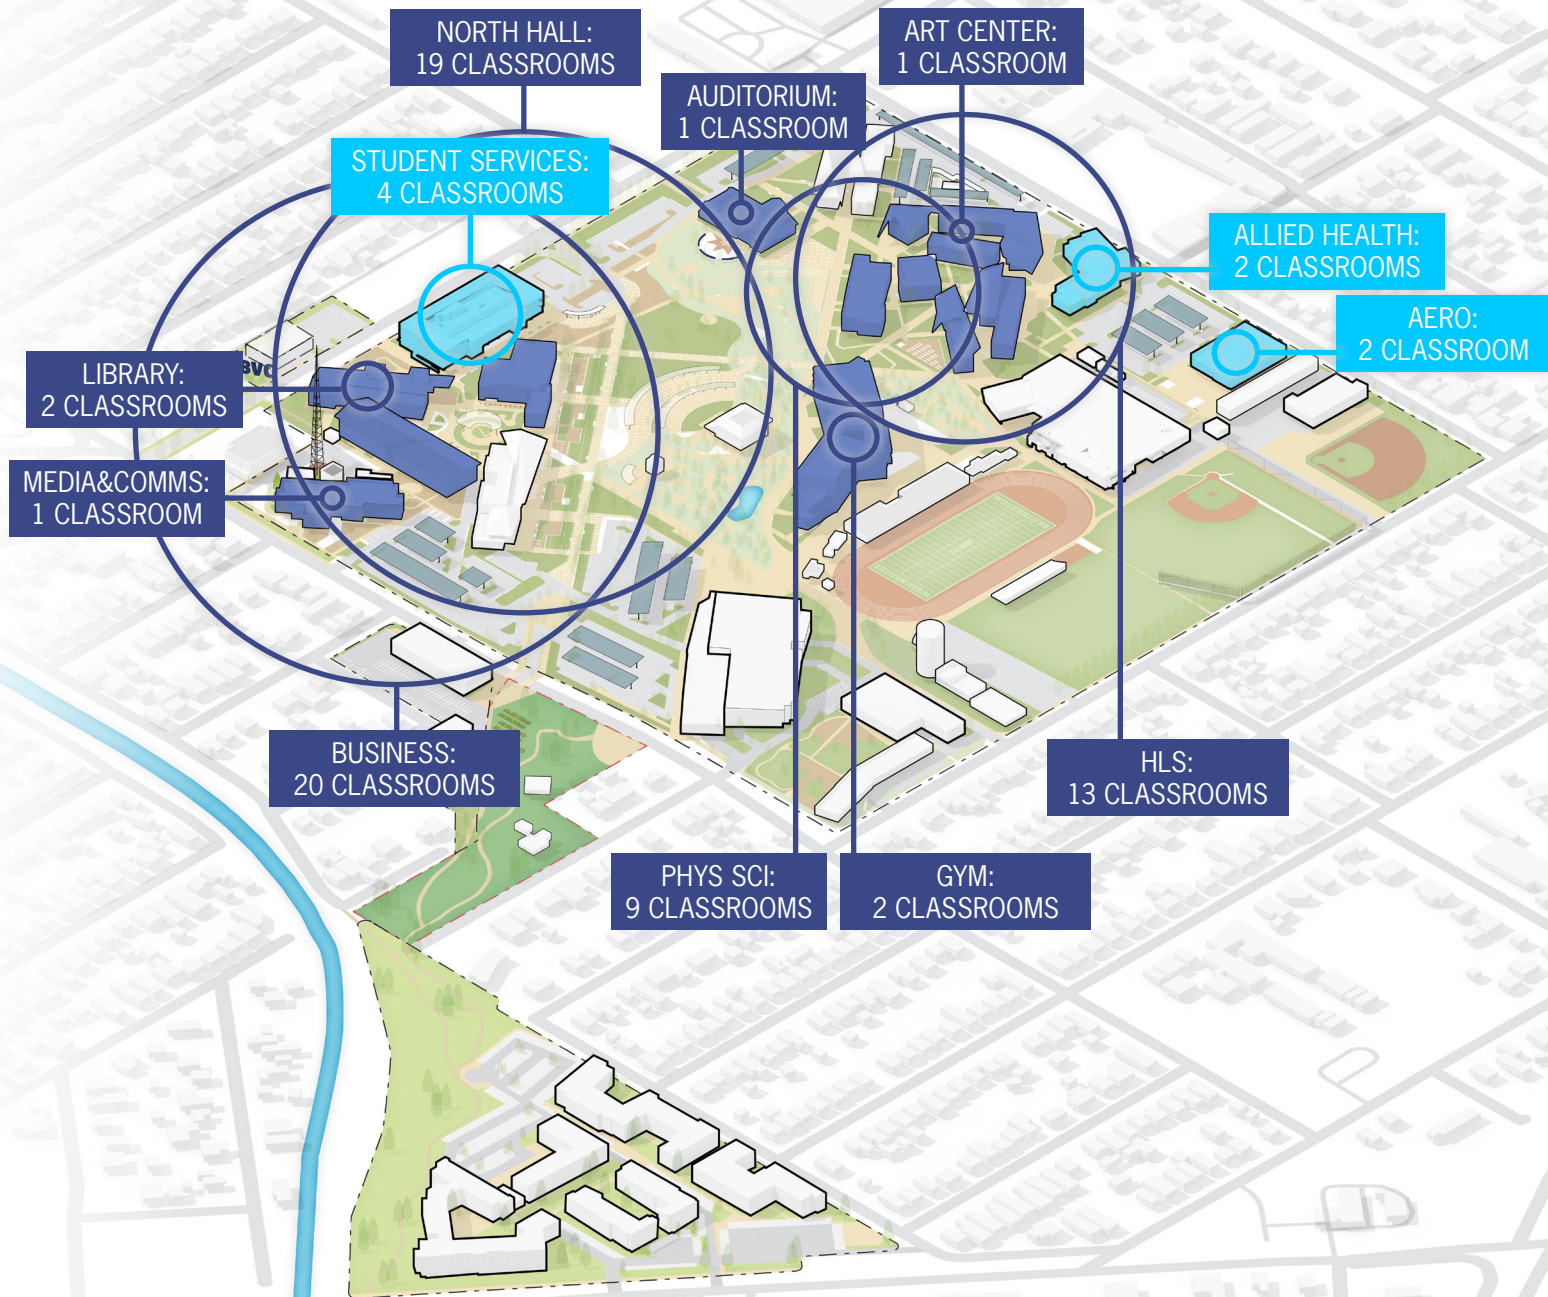 NORTH HALL:
19 CLASSROOMS
ART CENTER:
1 CLASSROOM
AUDITORIUM:
1 CLASSROOM
STUDENT SERVICES:
4 CLASSROOMS
ALLIED HEALTH:
2 CLASSROOMS
AERO:
2 CLASSROOM
LIBRARY:
2 CLASSROOMS
MEDIA&COMMS:
1 CLASSROOM
BUSINESS:
20 CLASSROOMS
HLS:
13 CLASSROOMS
PHYS SCI:
9 CLASSROOMS
GYM:
2 CLASSROOMS